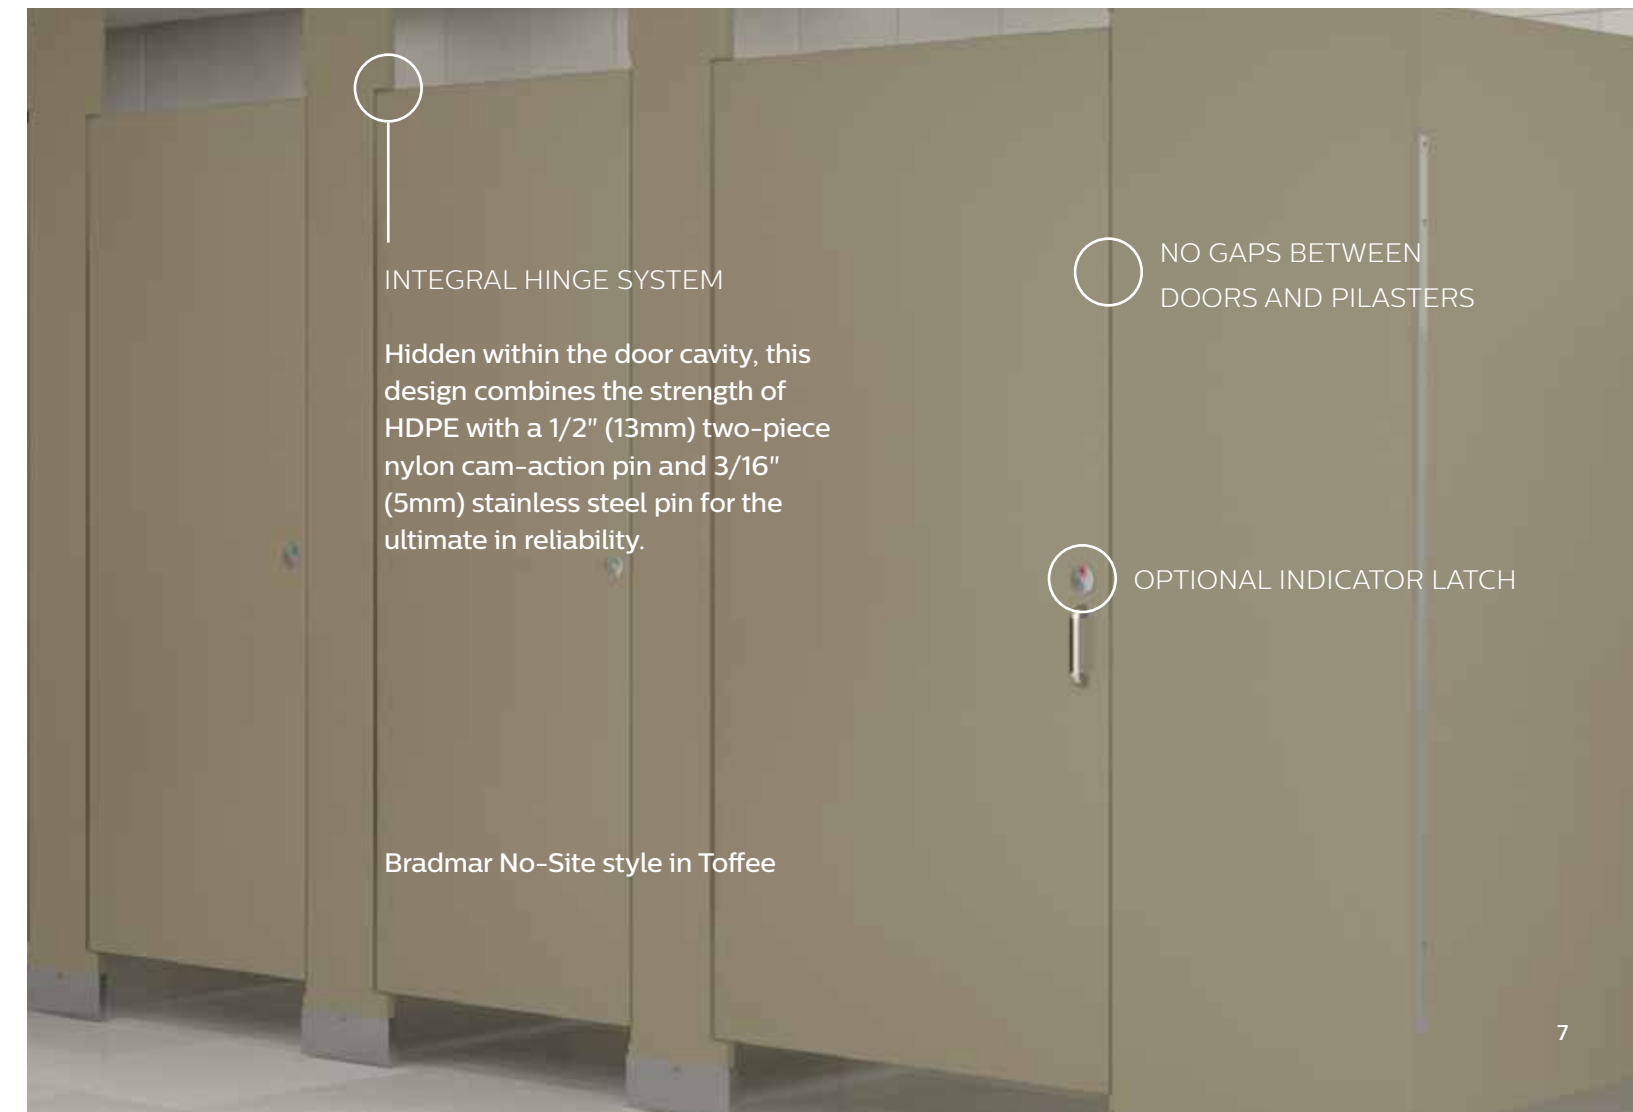 INTEGRAL HINGE SYSTEM
Hidden within the door cavity, this
design combines the strength of
HDPE with a 1/2" (13mm) two-piece
nylon cam-action pin and 3/16"
(5mm) stainless steel pin for the
ultimate in reliability.
Bradmar No-Site style in Toffee
NO GAPS BETWEEN
DOORS AND PILASTERS
OPTIONAL INDICATOR LATCH
7